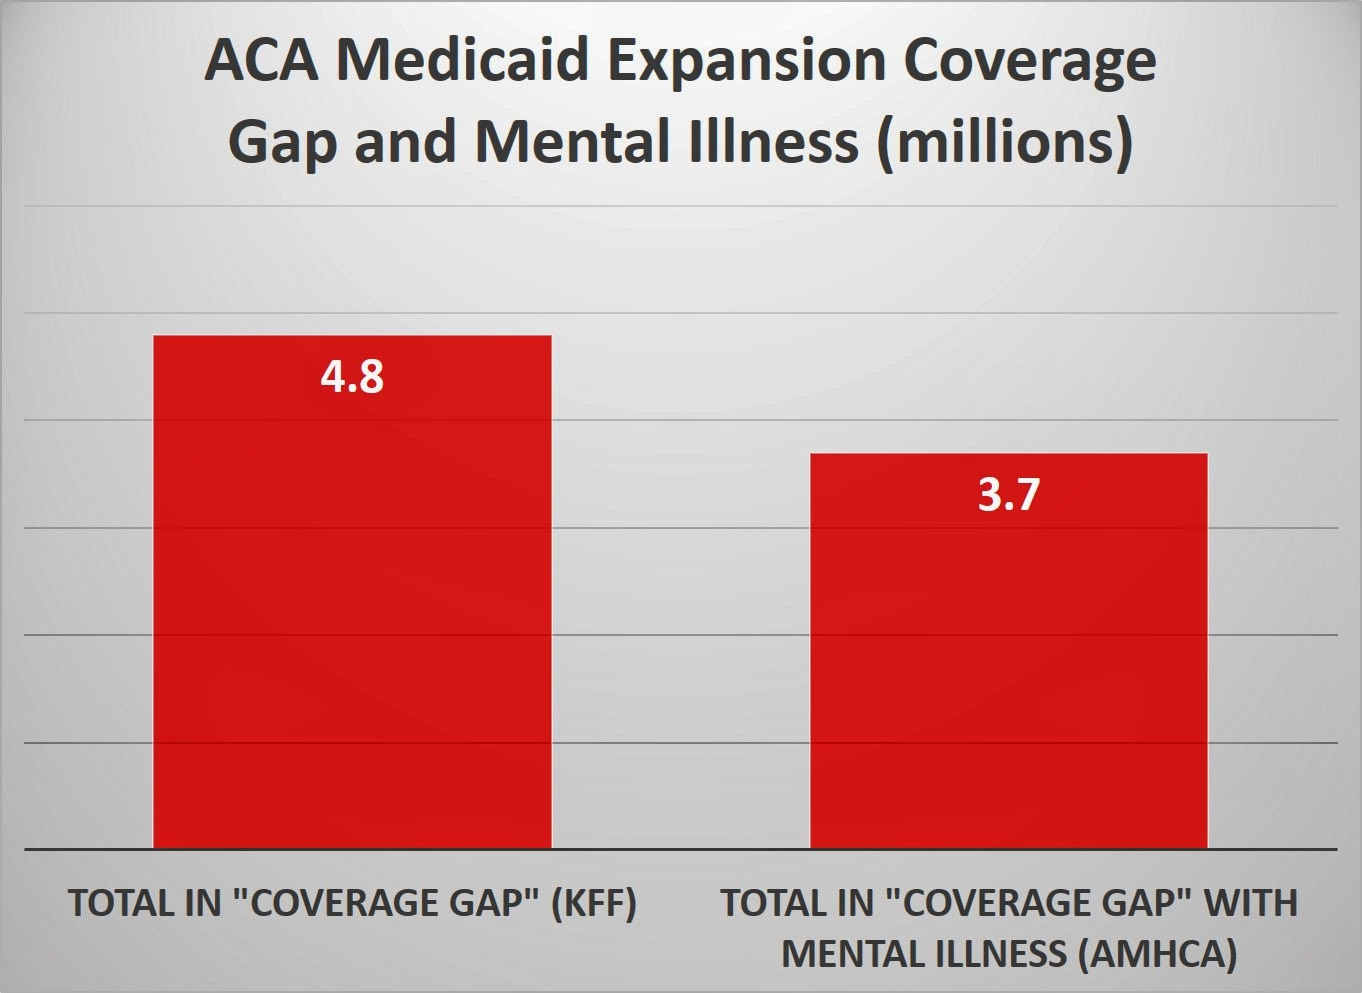 ACA Medicaid Expansion Coverage
Gap and Mental Illness (millions)
4.8
3.7
TOTAL IN "COVERAGE GAP" (KFF)
TOTAL IN "COVERAGE GAP" WITH
MENTAL ILLNESS (AMHCA)